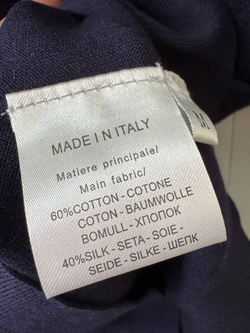 MADE IN ITALY
Matiere principale/
Main fabric/
60%COTTON - COTONE
COTON - BAUMWOLLE
BOMULL - ХЛОПОК
40%SILK - SETA - SOIE -
SEIDE - SILKE — ШЕЛК